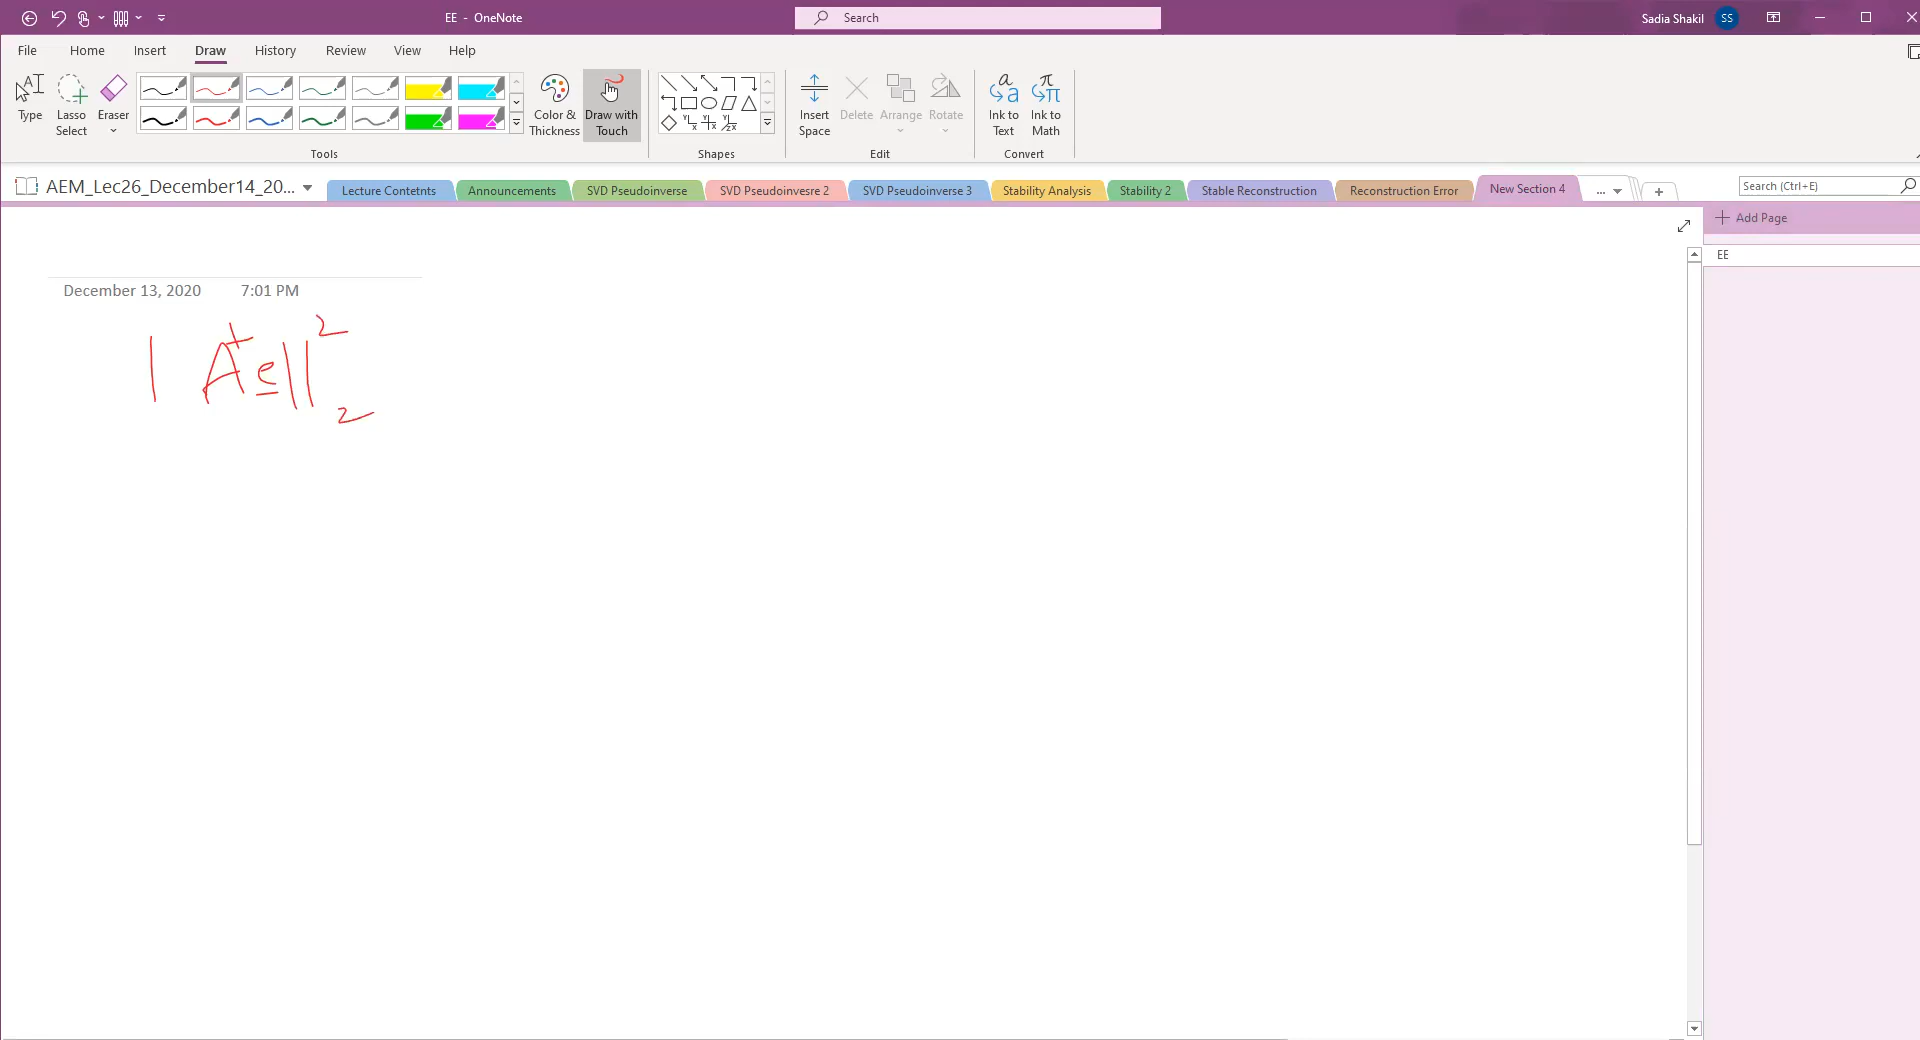 EE - OneNote
Search
Sadia Shakil SS
File Home Insert Draw History Review View Help
Type
Lasso Select
Eraser
Color & Thickness
Draw with Touch
Insert Space
Delete
Arrange
Rotate
Ink to Text
Ink to Math
Tools
Shapes
Edit
Convert
AEM_Lec26_December14_20...
Lecture Contetnts
Announcements
SVD Pseudoinverse
SVD Pseudoinvesre 2
SVD Pseudoinverse 3
Stability Analysis
Stability 2
Stable Reconstruction
Reconstruction Error
New Section 4
...
Search (Ctrl+E)
Add Page
EE
December 13, 2020 7:01 PM
| A⁺e||²₂